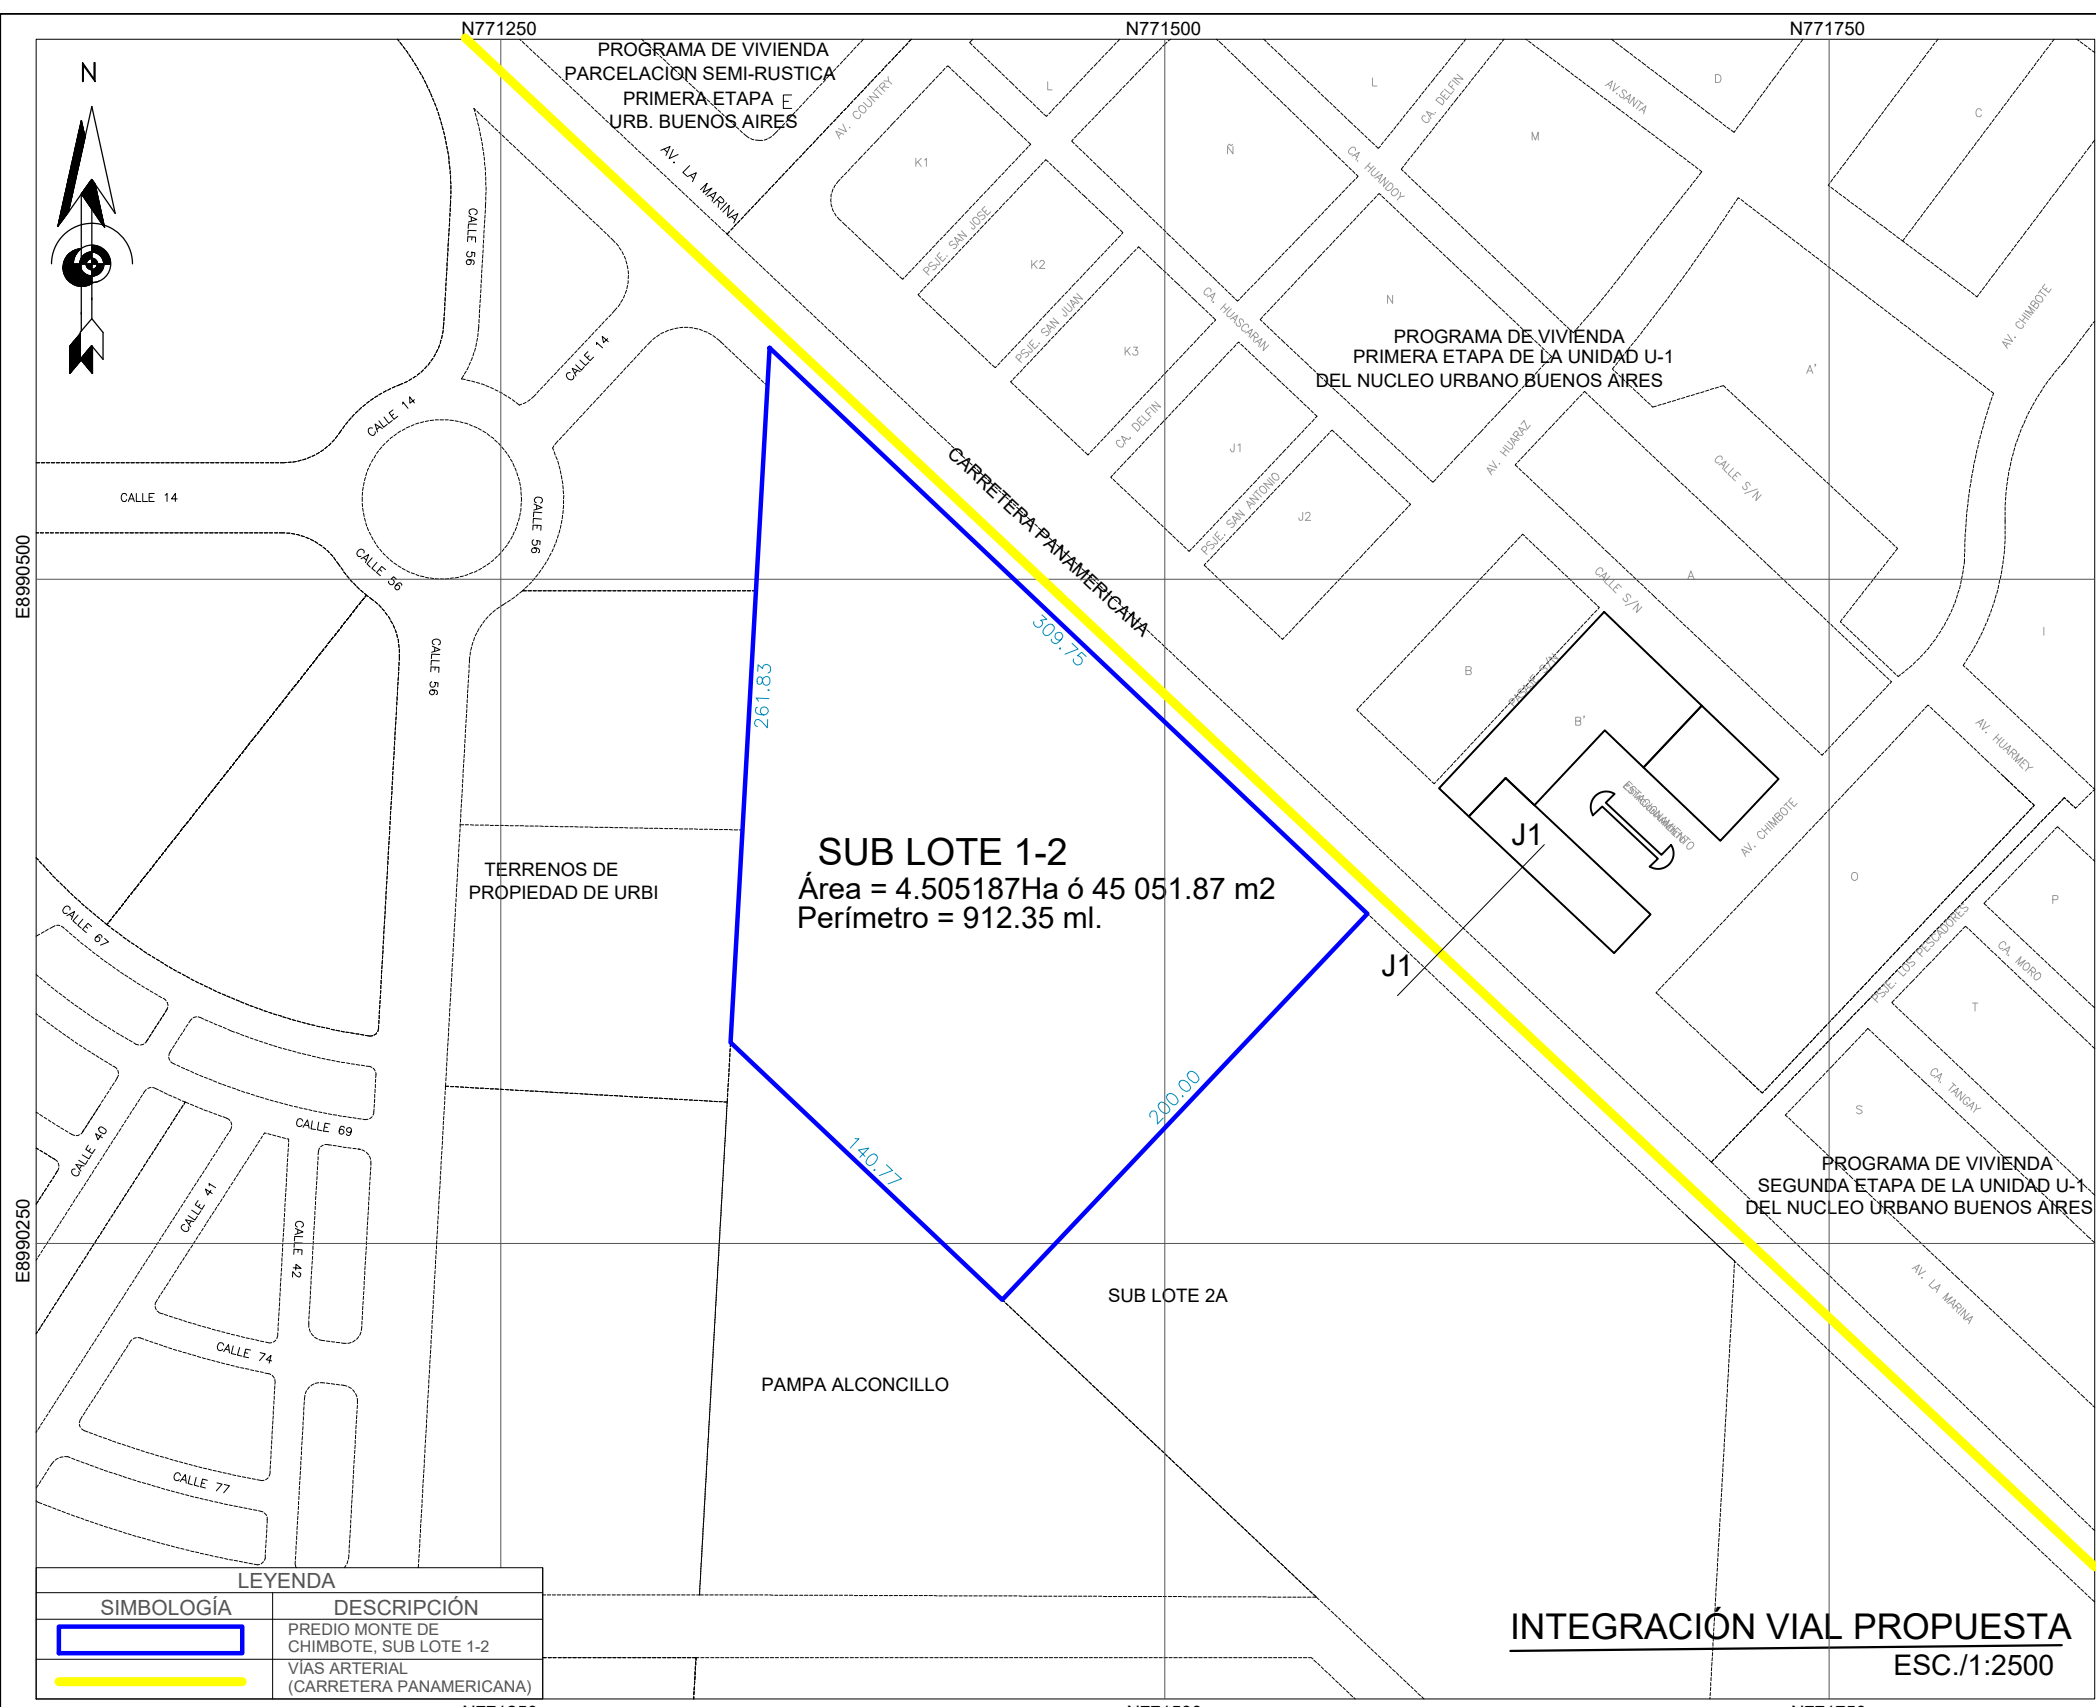 N771250
N771500
N771750
N
PROGRAMA DE VIVIENDA
PARCELACION SEMI-RUSTICA
PRIMERA ETAPA
URB. BUENOS AIRES
E
AV. LA MARINA
AV. COUNTRY
L
L
D
C
K1
Ñ
M
AV.SANTA
CA. DELFIN
CA. HUANDOY
PSJE. SAN JOSE
K2
PSJE. SAN JUAN
K3
CA. HUASCARAN
N
AV. CHIMBOTE
CALLE 56
CALLE 14
PROGRAMA DE VIVIENDA
PRIMERA ETAPA DE LA UNIDAD U-1
DEL NUCLEO URBANO BUENOS AIRES
A'
CALLE 14
CA. DELFIN
J1
AV. HUARAZ
CALLE S/N
CALLE 14
CALLE 56
CARRETERA PANAMERICANA
PSJE. SAN ANTONIO
J2
E8990500
CALLE 56
CALLE S/N
A
I
CALLE 56
261.83
309.75
B
PASAJE S/N
B'
AV. HUARMEY
ESTACIONAMIENTO
AV. CHIMBOTE
SUB LOTE 1-2
Área = 4.505187Ha ó 45 051.87 m2
Perímetro = 912.35 ml.
J1
J1
TERRENOS DE
PROPIEDAD DE URBI
O
P
CALLE 67
PSJE. LOS PESCADORES
CA. MORO
T
CA. TANGAY
S
200.00
140.77
CALLE 69
CALLE 40
CALLE 41
CALLE 42
PROGRAMA DE VIVIENDA
SEGUNDA ETAPA DE LA UNIDAD U-1
DEL NUCLEO URBANO BUENOS AIRES
E8990250
AV. LA MARINA
SUB LOTE 2A
CALLE 74
PAMPA ALCONCILLO
CALLE 77
LEYENDA
SIMBOLOGÍA
DESCRIPCIÓN
PREDIO MONTE DE
CHIMBOTE, SUB LOTE 1-2
VÍAS ARTERIAL
(CARRETERA PANAMERICANA)
INTEGRACIÓN VIAL PROPUESTA
ESC./1:2500